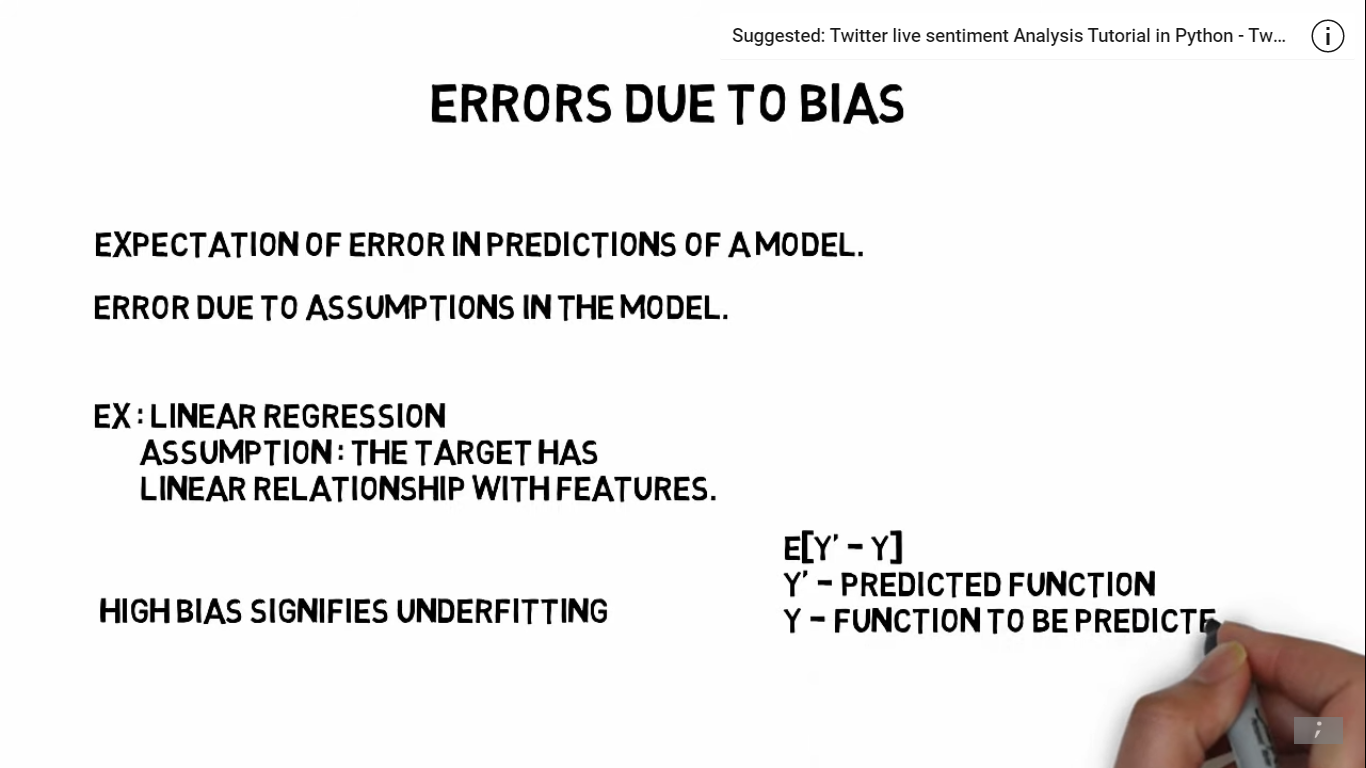 Suggested: Twitter live sentiment Analysis Tutorial in Python - Tw...
ERRORS DUE TO BIAS
EXPECTATION OF ERROR IN PREDICTIONS OF A MODEL.
ERROR DUE TO ASSUMPTIONS IN THE MODEL.
EX : LINEAR REGRESSION
ASSUMPTION : THE TARGET HAS
LINEAR RELATIONSHIP WITH FEATURES.
E[Y' - Y]
Y' - PREDICTED FUNCTION
HIGH BIAS SIGNIFIES UNDERFITTING
Y - FUNCTION TO BE PREDICTE